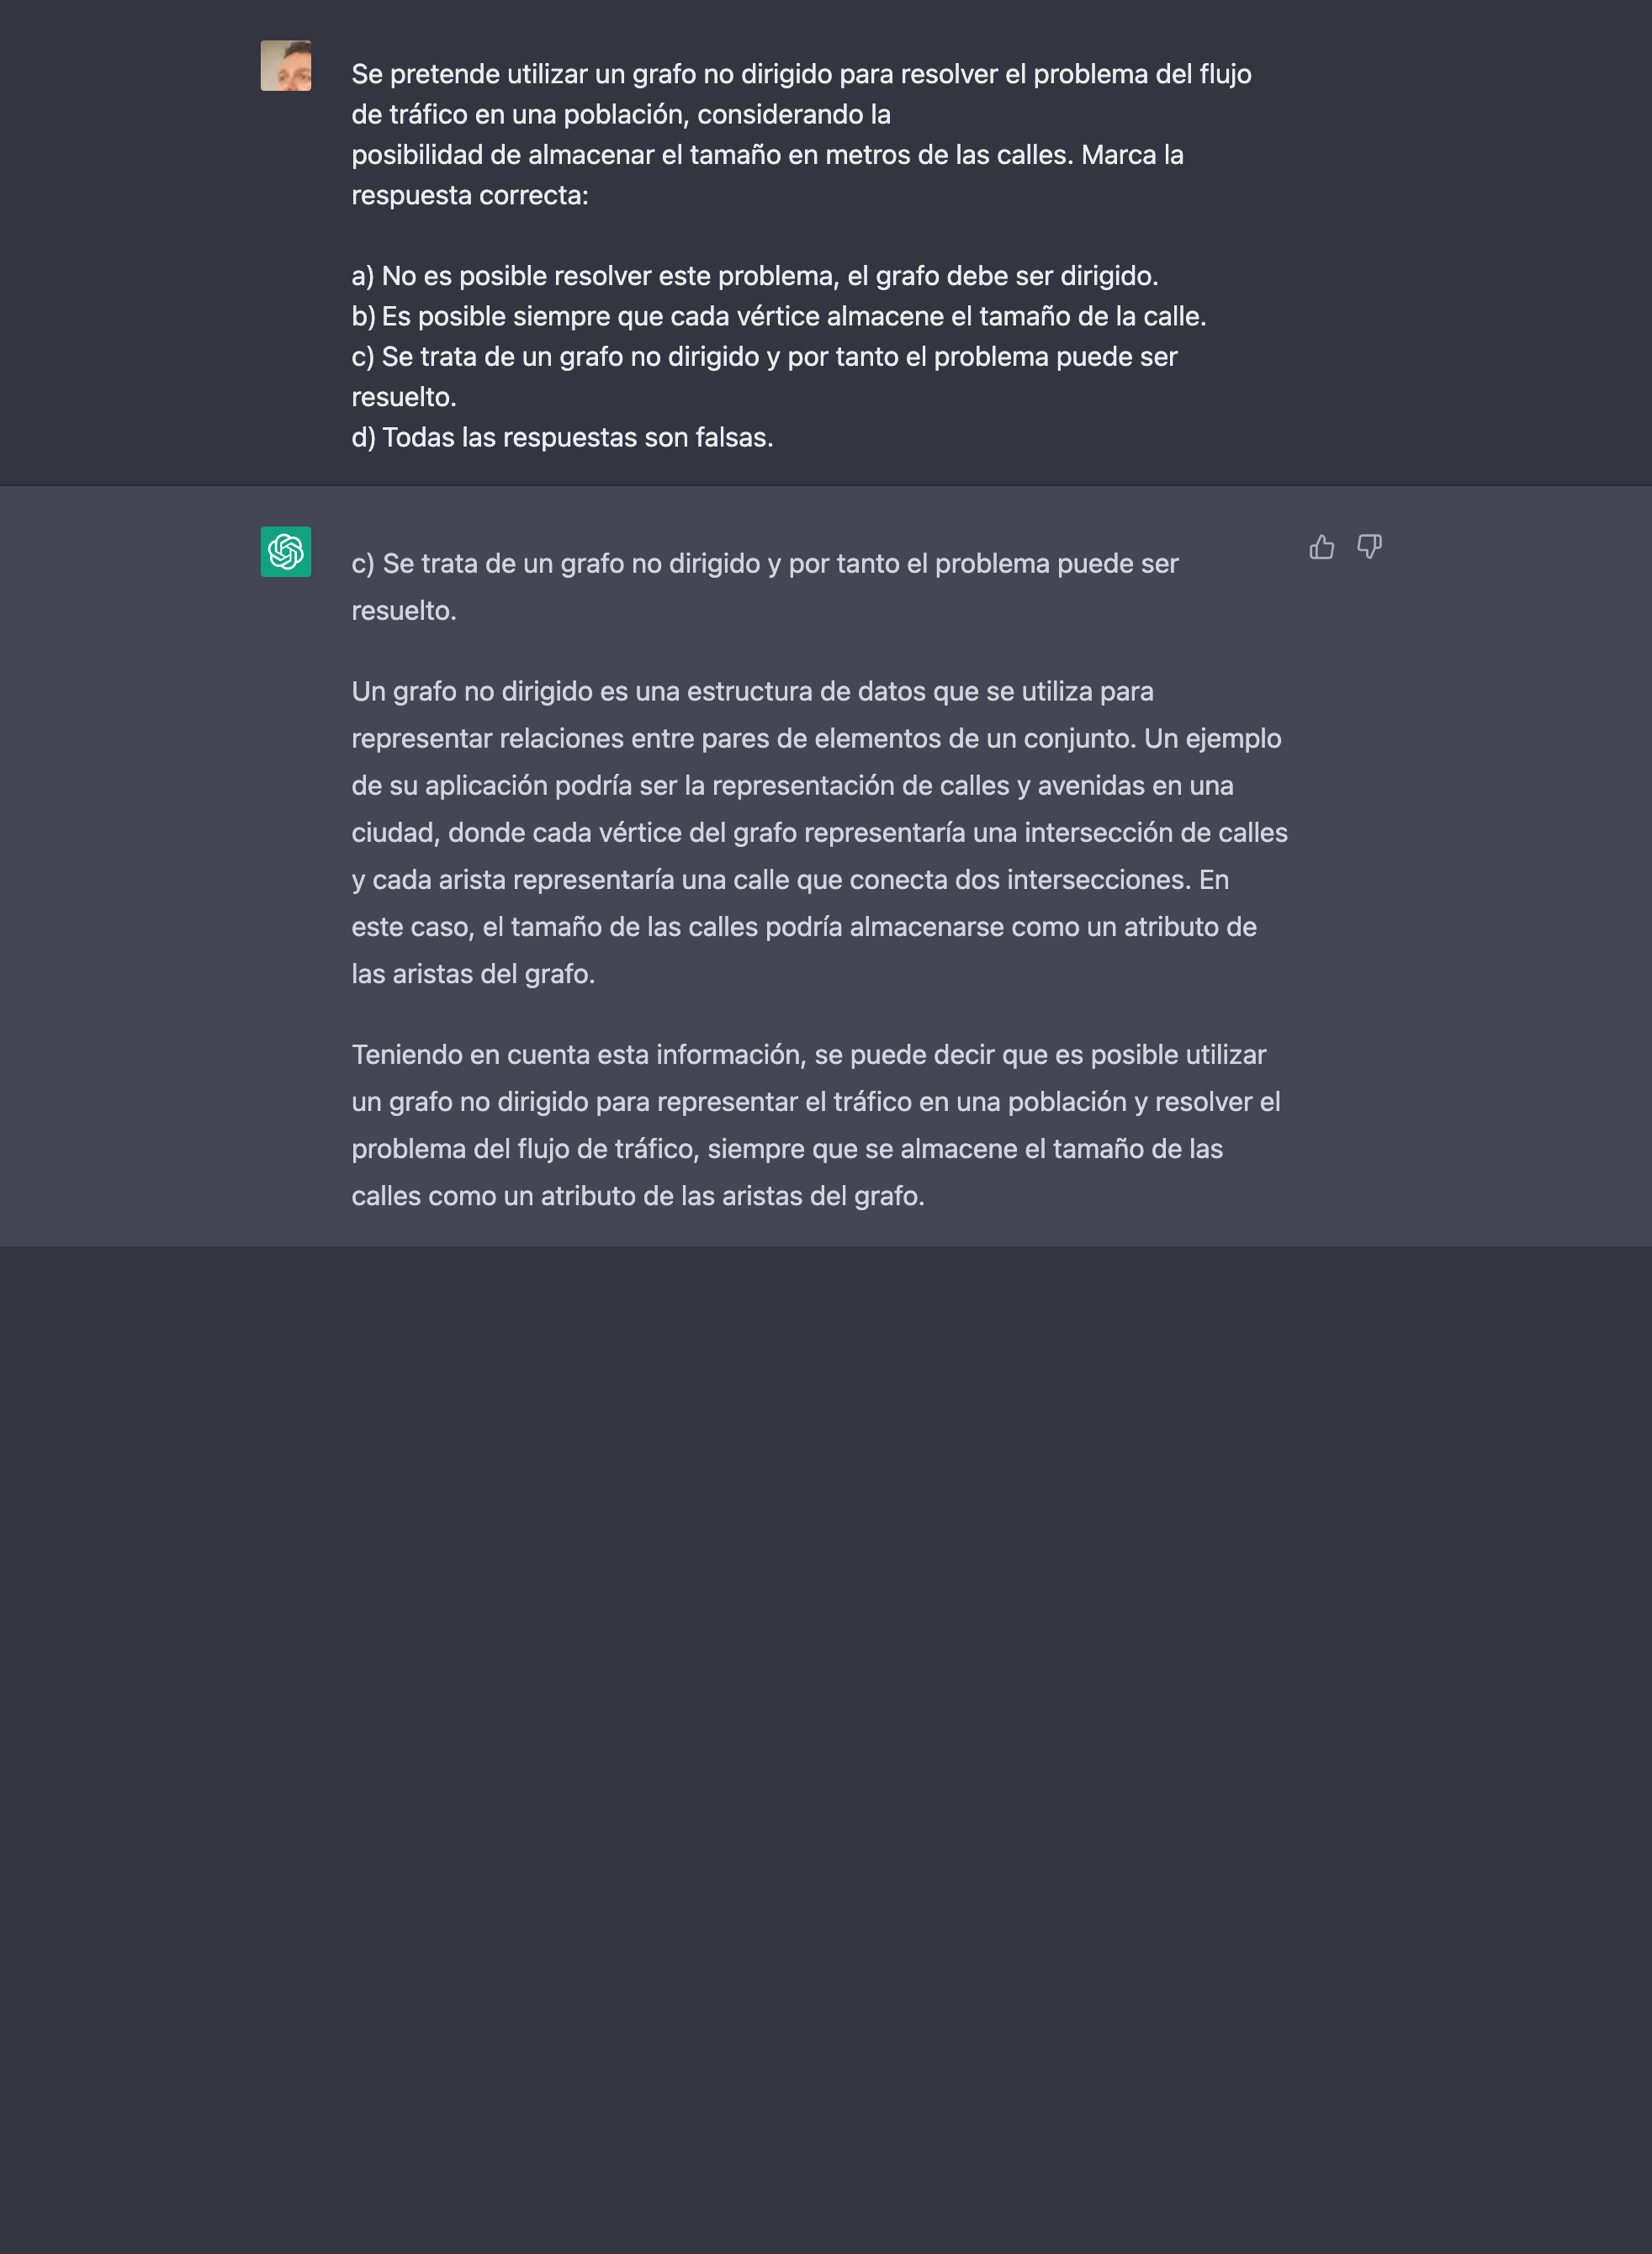 Se pretende utilizar un grafo no dirigido para resolver el problema del flujo
de tráfico en una población, considerando la
posibilidad de almacenar el tamaño en metros de las calles. Marca la
respuesta correcta:
a) No es posible resolver este problema, el grafo debe ser dirigido.
b) Es posible siempre que cada vértice almacene el tamaño de la calle.
c) Se trata de un grafo no dirigido y por tanto el problema puede ser
resuelto.
d) Todas las respuestas son falsas.
c) Se trata de un grafo no dirigido y por tanto el problema puede ser
resuelto.
Un grafo no dirigido es una estructura de datos que se utiliza para
representar relaciones entre pares de elementos de un conjunto. Un ejemplo
de su aplicación podría ser la representación de calles y avenidas en una
ciudad, donde cada vértice del grafo representaría una intersección de calles
y cada arista representaría una calle que conecta dos intersecciones. En
este caso, el tamaño de las calles podría almacenarse como un atributo de
las aristas del grafo.
Teniendo en cuenta esta información, se puede decir que es posible utilizar
un grafo no dirigido para representar el tráfico en una población y resolver el
problema del flujo de tráfico, siempre que se almacene el tamaño de las
calles como un atributo de las aristas del grafo.